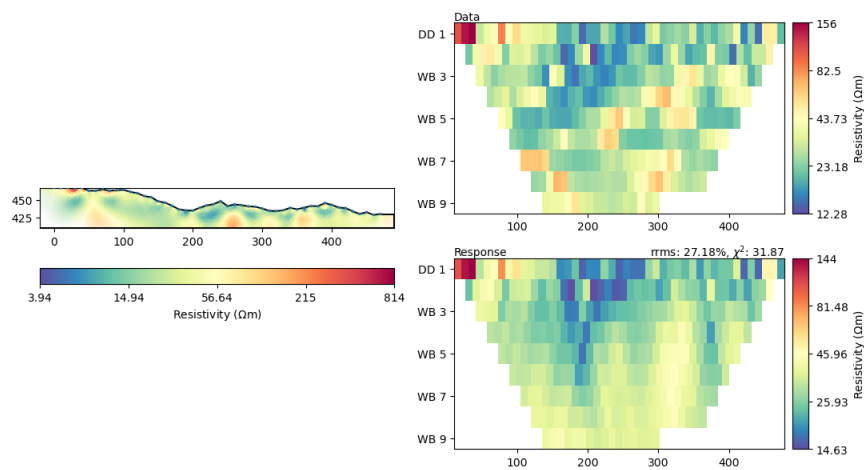 450
425
0
100
200
300
400
3.94
14.94
56.64
215
814
Resistivity (Ωm)
Data
DD 1
WB 3
WB 5
WB 7
WB 9
100
200
300
400
156
82.5
43.73
23.18
12.28
Resistivity (Ωm)
Response
rrms: 27.18%, χ²: 31.87
DD 1
WB 3
WB 5
WB 7
WB 9
100
200
300
400
144
81.48
45.96
25.93
14.63
Resistivity (Ωm)